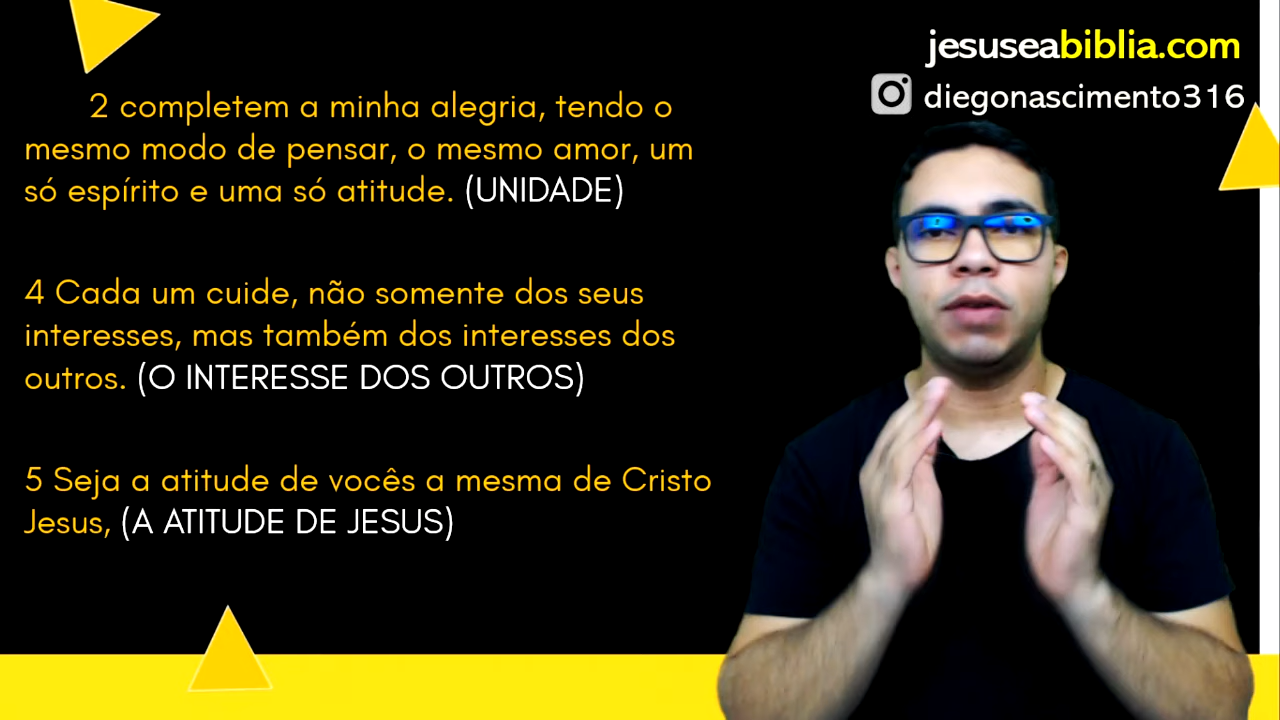 jesuseabiblia.com
diegonascimento316
2 completem a minha alegria, tendo o
mesmo modo de pensar, o mesmo amor, um
só espírito e uma só atitude. (UNIDADE)
4 Cada um cuide, não somente dos seus
interesses, mas também dos interesses dos
outros. (O INTERESSE DOS OUTROS)
5 Seja a atitude de vocês a mesma de Cristo
Jesus, (A ATITUDE DE JESUS)